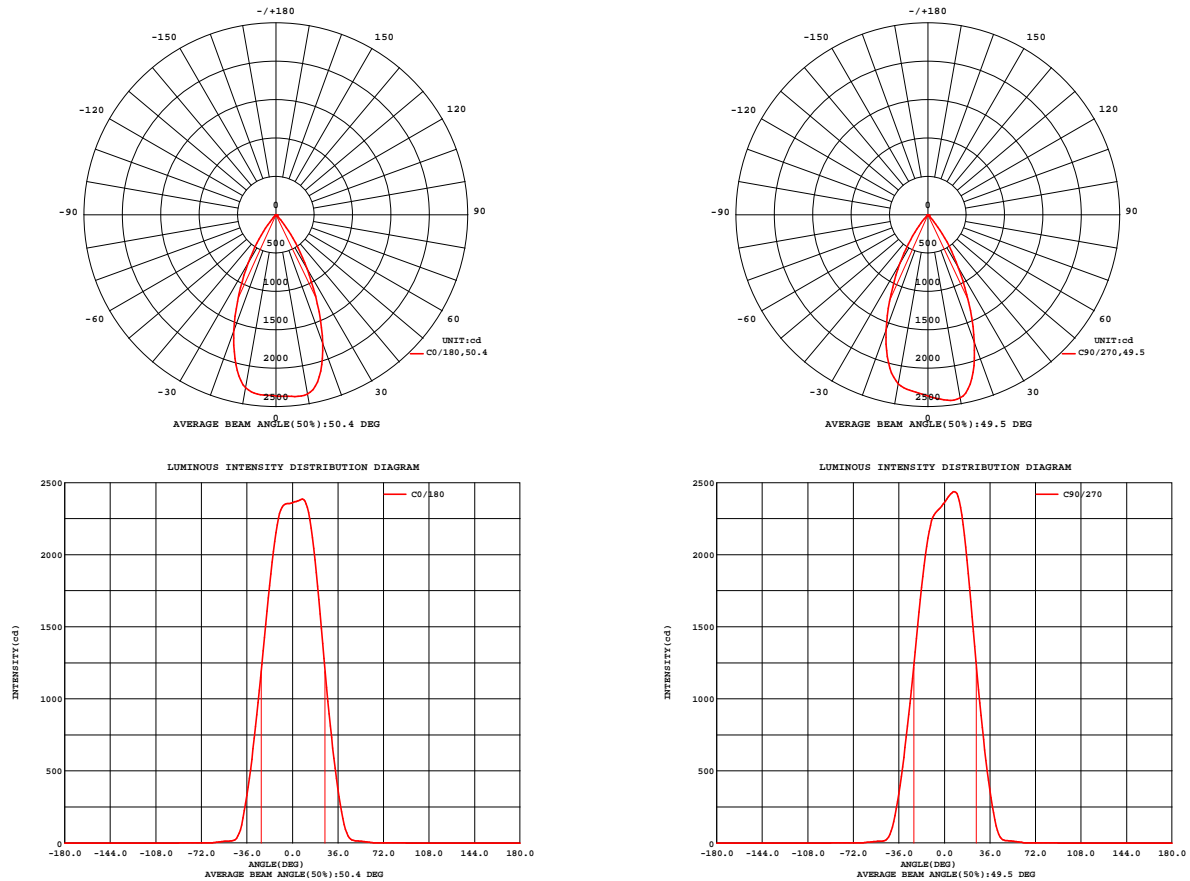 -/+180
-150 150
-120 120
-90 0 90
500
1000
-60 1500 60
UNIT:cd
2000 C0/180,50.4
-30 2500 30
0
AVERAGE BEAM ANGLE(50%):50.4 DEG
-/+180
-150 150
-120 120
-90 0 90
500
1000
-60 1500 60
UNIT:cd
2000 C90/270,49.5
-30 2500 30
0
AVERAGE BEAM ANGLE(50%):49.5 DEG
LUMINOUS INTENSITY DISTRIBUTION DIAGRAM
2500
C0/180
2000
1500
INTENSITY(cd)
1000
500
0
-180.0 -144.0 -108.0 -72.0 -36.0 0.0 36.0 72.0 108.0 144.0 180.0
ANGLE(DEG)
AVERAGE BEAM ANGLE(50%):50.4 DEG
LUMINOUS INTENSITY DISTRIBUTION DIAGRAM
2500
C90/270
2000
1500
INTENSITY(cd)
1000
500
0
-180.0 -144.0 -108.0 -72.0 -36.0 0.0 36.0 72.0 108.0 144.0 180.0
ANGLE(DEG)
AVERAGE BEAM ANGLE(50%):49.5 DEG